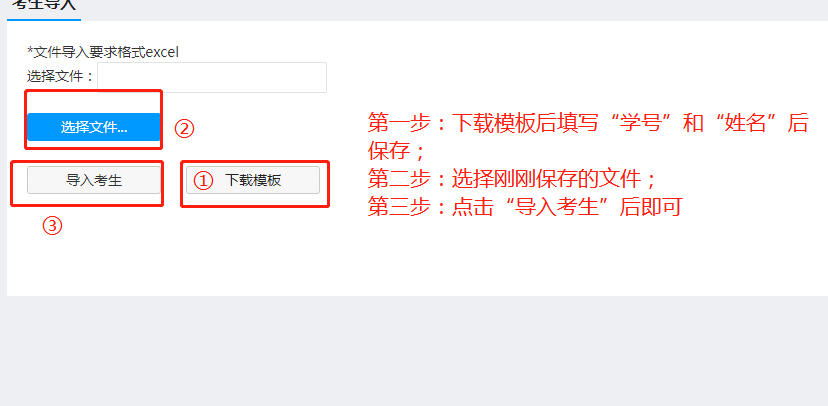 考生导入
*文件导入要求格式excel
选择文件：
选择文件...
②
导入考生
① 下载模板
③
第一步：下载模板后填写“学号”和“姓名”后
保存；
第二步：选择刚刚保存的文件；
第三步：点击“导入考生”后即可